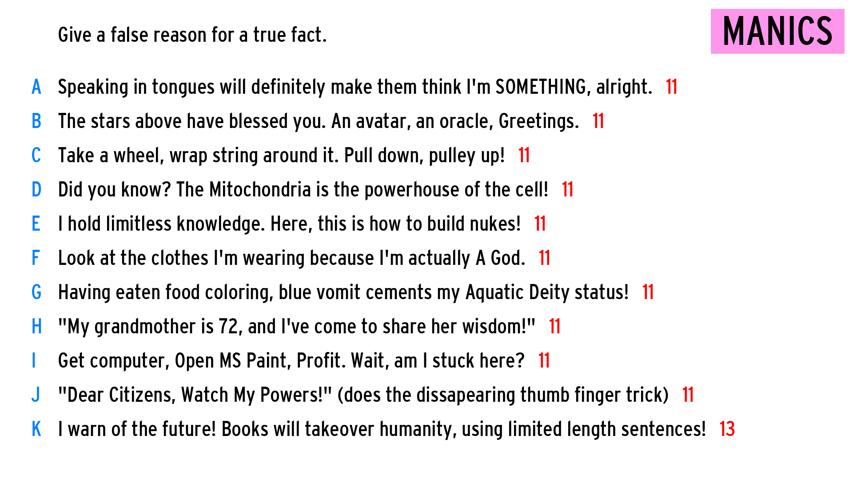 Give a false reason for a true fact.
MANICS
A Speaking in tongues will definitely make them think I'm SOMETHING, alright. 11
B The stars above have blessed you. An avatar, an oracle, Greetings. 11
C Take a wheel, wrap string around it. Pull down, pulley up! 11
D Did you know? The Mitochondria is the powerhouse of the cell! 11
E I hold limitless knowledge. Here, this is how to build nukes! 11
F Look at the clothes I'm wearing because I'm actually A God. 11
G Having eaten food coloring, blue vomit cements my Aquatic Deity status! 11
H "My grandmother is 72, and I've come to share her wisdom!" 11
I Get computer, Open MS Paint, Profit. Wait, am I stuck here? 11
J "Dear Citizens, Watch My Powers!" (does the dissapearing thumb finger trick) 11
K I warn of the future! Books will takeover humanity, using limited length sentences! 13